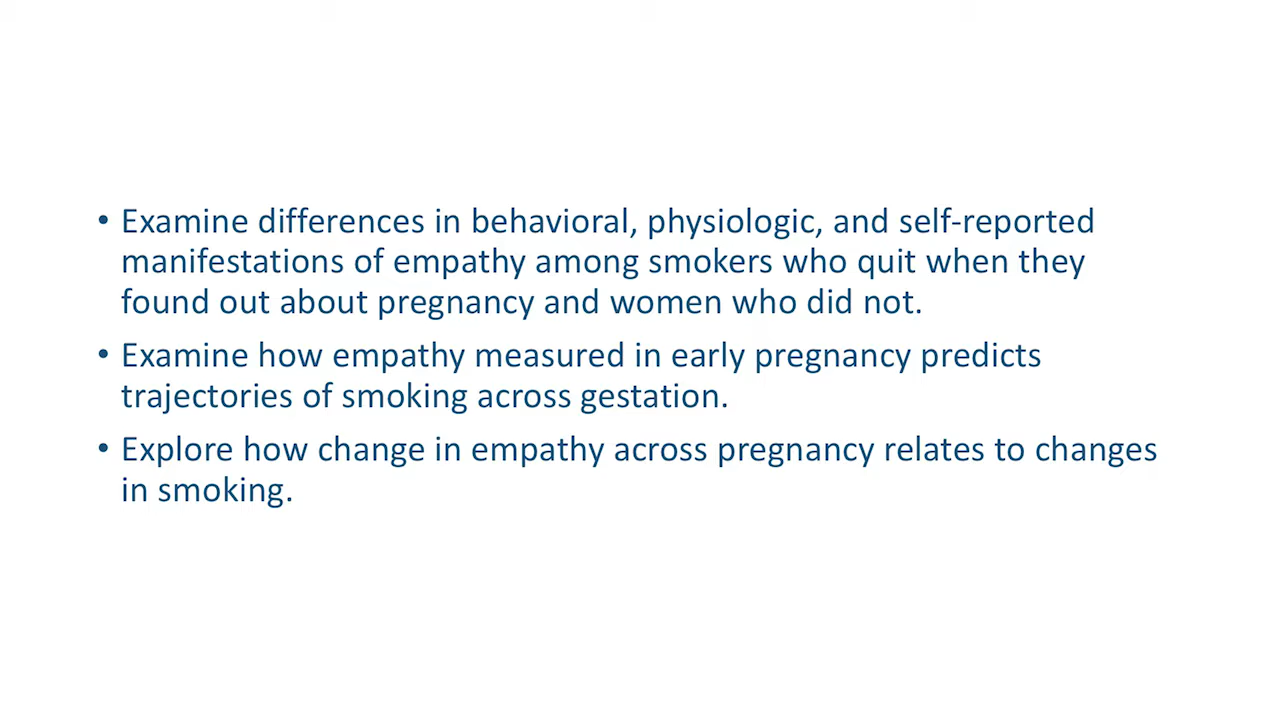 • Examine differences in behavioral, physiologic, and self-reported
manifestations of empathy among smokers who quit when they
found out about pregnancy and women who did not.
• Examine how empathy measured in early pregnancy predicts
trajectories of smoking across gestation.
• Explore how change in empathy across pregnancy relates to changes
in smoking.